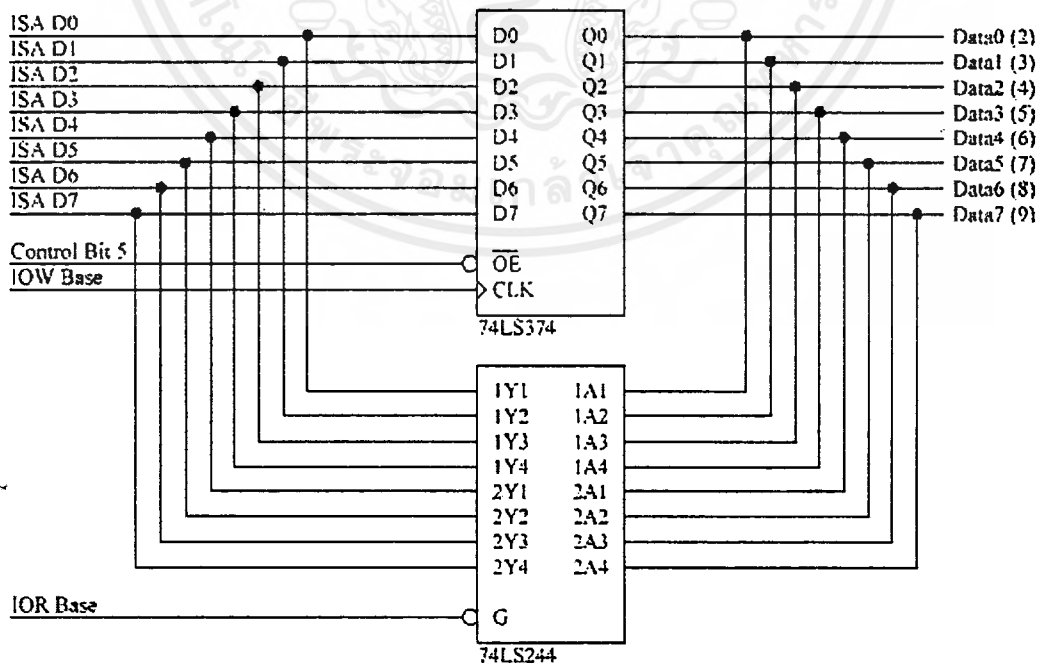 ISA D0
ISA D1
ISA D2
ISA D3
ISA D4
ISA D5
ISA D6
ISA D7
Control Bit 5
IOW Base
D0 Q0
D1 Q1
D2 Q2
D3 Q3
D4 Q4
D5 Q5
D6 Q6
D7 Q7
OE
CLK
74LS374
Data0 (2)
Data1 (3)
Data2 (4)
Data3 (5)
Data4 (6)
Data5 (7)
Data6 (8)
Data7 (9)
1Y1 1A1
1Y2 1A2
1Y3 1A3
1Y4 1A4
2Y1 2A1
2Y2 2A2
2Y3 2A3
2Y4 2A4
IOR Base
G
74LS244